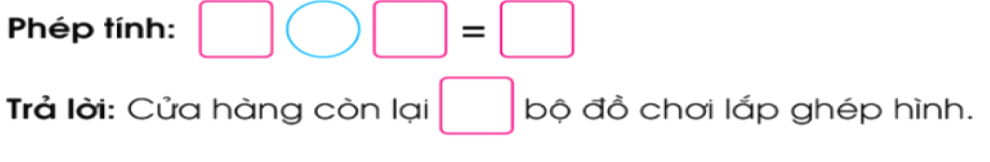 Phép tính: =
Trả lời: Cửa hàng còn lại bộ đồ chơi lắp ghép hình.